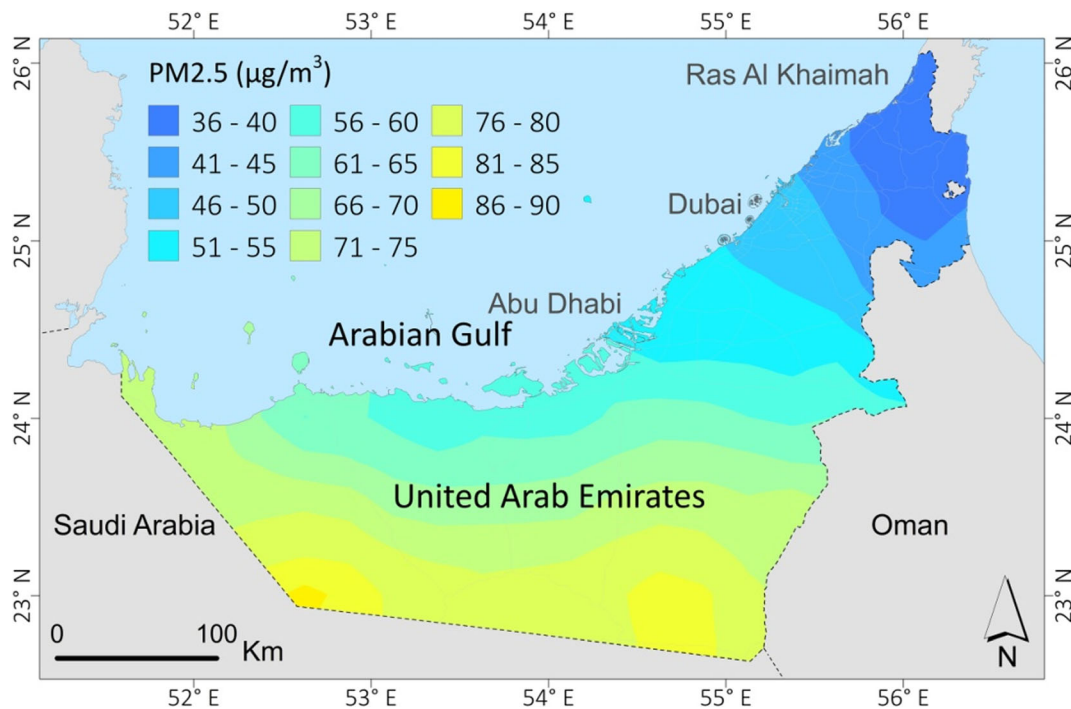 52° E 53° E 54° E 55° E 56° E
26° N 26° N
PM2.5 (µg/m³)
36 - 40 56 - 60 76 - 80
41 - 45 61 - 65 81 - 85
46 - 50 66 - 70 86 - 90
51 - 55 71 - 75
Ras Al Khaimah
Dubai
25° N 25° N
Abu Dhabi
Arabian Gulf
24° N 24° N
United Arab Emirates
Saudi Arabia
Oman
23° N 23° N
0 100
Km
N
52° E 53° E 54° E 55° E 56° E